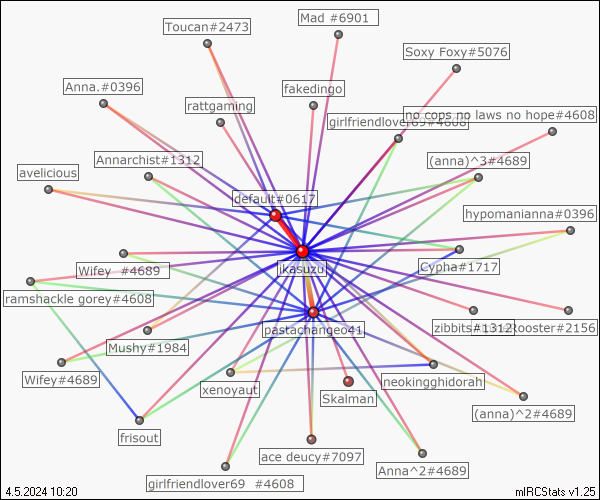 Mad #6901
Toucan#2473
Soxy Foxy#5076
Anna.#0396
fakedingo
rattgaming
no cops no laws no hope#4608
girlfriendlover69#4608
Annarchist#1312
(anna)^3#4689
avelicious
default#0617
hypomanianna#0396
jkasuzu
Cypha#1717
Wifey  #4689
ramshackle gorey#4608
zibbits#1312
Rooster#2156
pastachangeo41
Mushy#1984
Wifey#4689
xenoyaut
neokingghidorah
Skalman
(anna)^2#4689
frisout
ace deucy#7097
Anna^2#4689
girlfriendlover69  #4608
4.5.2024 10:20
mIRCStats v1.25